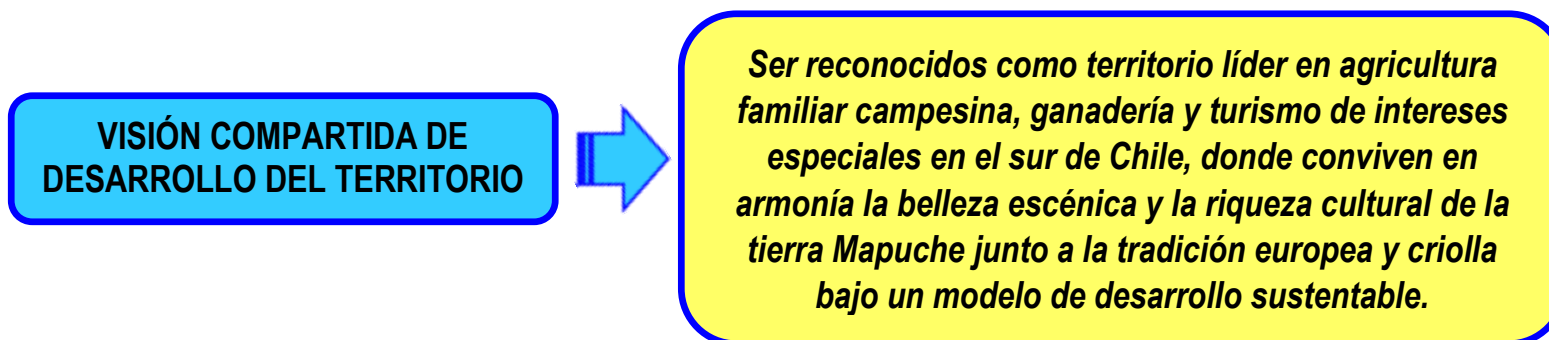 VISIÓN COMPARTIDA DE
DESARROLLO DEL TERRITORIO
Ser reconocidos como territorio líder en agricultura
familiar campesina, ganadería y turismo de intereses
especiales en el sur de Chile, donde conviven en
armonía la belleza escénica y la riqueza cultural de la
tierra Mapuche junto a la tradición europea y criolla
bajo un modelo de desarrollo sustentable.